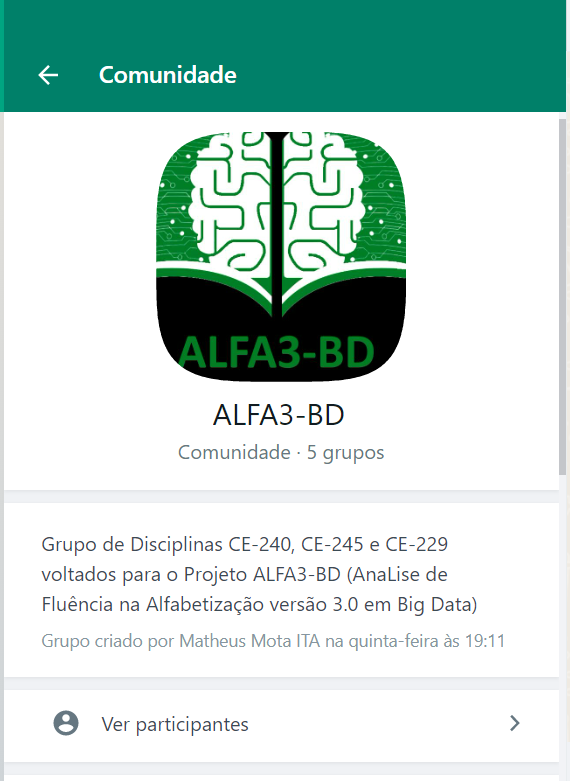 Comunidade
ALFA3-BD
ALFA3-BD
Comunidade · 5 grupos
Grupo de Disciplinas CE-240, CE-245 e CE-229
voltados para o Projeto ALFA3-BD (AnaLise de
Fluência na Alfabetização versão 3.0 em Big Data)
Grupo criado por Matheus Mota ITA na quinta-feira às 19:11
Ver participantes